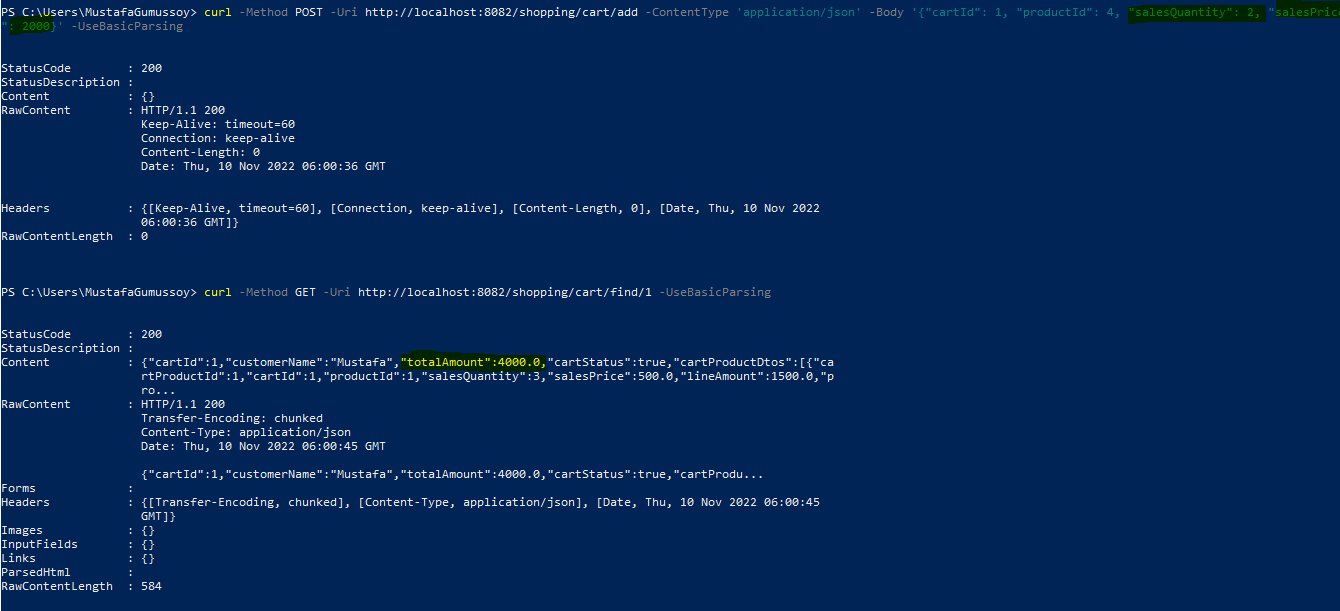 PS C:\Users\MustafaGumussoy> curl -Method POST -Uri http://localhost:8082/shopping/cart/add -ContentType 'application/json' -Body '{"cartId": 1, "productId": 4, "salesQuantity": 2, "salesPric
": 2000}' -UseBasicParsing
StatusCode : 200
StatusDescription :
Content : {}
RawContent : HTTP/1.1 200
Keep-Alive: timeout=60
Connection: keep-alive
Content-Length: 0
Date: Thu, 10 Nov 2022 06:00:36 GMT
Headers : {[Keep-Alive, timeout=60], [Connection, keep-alive], [Content-Length, 0], [Date, Thu, 10 Nov 2022
06:00:36 GMT]}
RawContentLength : 0
PS C:\Users\MustafaGumussoy> curl -Method GET -Uri http://localhost:8082/shopping/cart/find/1 -UseBasicParsing
StatusCode : 200
StatusDescription :
Content : {"cartId":1,"customerName":"Mustafa","totalAmount":4000.0,"cartStatus":true,"cartProductDtos":[{"ca
rtProductId":1,"cartId":1,"productId":1,"salesQuantity":3,"salesPrice":500.0,"lineAmount":1500.0,"p
ro...
RawContent : HTTP/1.1 200
Transfer-Encoding: chunked
Content-Type: application/json
Date: Thu, 10 Nov 2022 06:00:45 GMT
{"cartId":1,"customerName":"Mustafa","totalAmount":4000.0,"cartStatus":true,"cartProdu...
Forms :
Headers : {[Transfer-Encoding, chunked], [Content-Type, application/json], [Date, Thu, 10 Nov 2022 06:00:45
GMT]}
Images : {}
InputFields : {}
Links : {}
ParsedHtml :
RawContentLength : 584